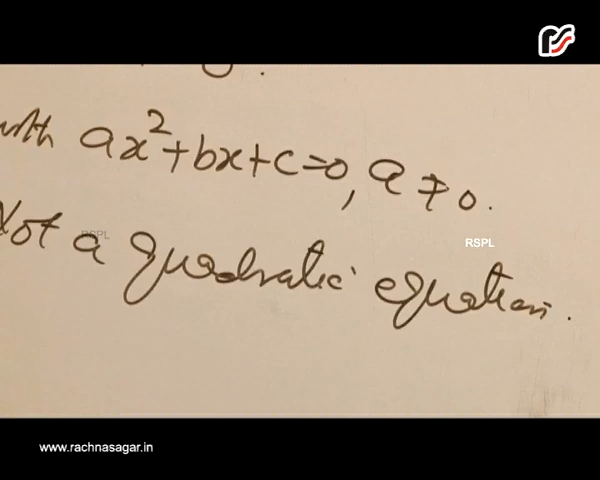 with ax²+bx+c=0, a≠0.
Not a quadratic equation.
RSPL
RSPL
www.rachnasagar.in